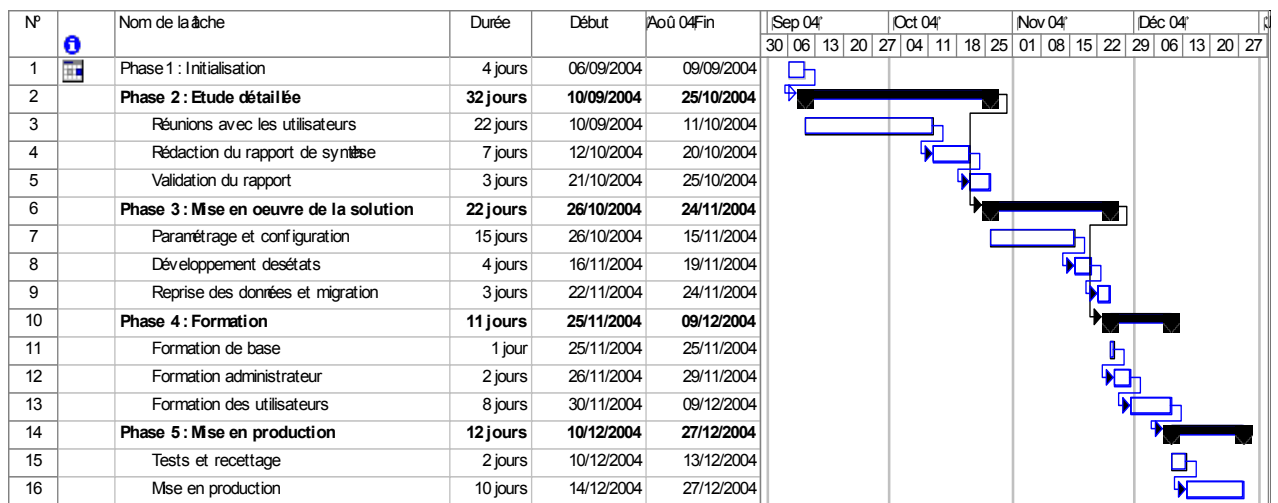 N° Nom de la tâche Durée Début Aoû 04 Fin Sep 04 Oct 04 Nov 04 Déc 04
30 06 13 20 27 04 11 18 25 01 08 15 22 29 06 13 20 27
1 Phase 1 : Initialisation 4 jours 06/09/2004 09/09/2004
2 Phase 2 : Etude détaillée 32 jours 10/09/2004 25/10/2004
3 Réunions avec les utilisateurs 22 jours 10/09/2004 11/10/2004
4 Rédaction du rapport de synthèse 7 jours 12/10/2004 20/10/2004
5 Validation du rapport 3 jours 21/10/2004 25/10/2004
6 Phase 3 : Mise en oeuvre de la solution 22 jours 26/10/2004 24/11/2004
7 Paramétrage et configuration 15 jours 26/10/2004 15/11/2004
8 Développement des états 4 jours 16/11/2004 19/11/2004
9 Reprise des données et migration 3 jours 22/11/2004 24/11/2004
10 Phase 4 : Formation 11 jours 25/11/2004 09/12/2004
11 Formation de base 1 jour 25/11/2004 25/11/2004
12 Formation administrateur 2 jours 26/11/2004 29/11/2004
13 Formation des utilisateurs 8 jours 30/11/2004 09/12/2004
14 Phase 5 : Mise en production 12 jours 10/12/2004 27/12/2004
15 Tests et recettage 2 jours 10/12/2004 13/12/2004
16 Mise en production 10 jours 14/12/2004 27/12/2004